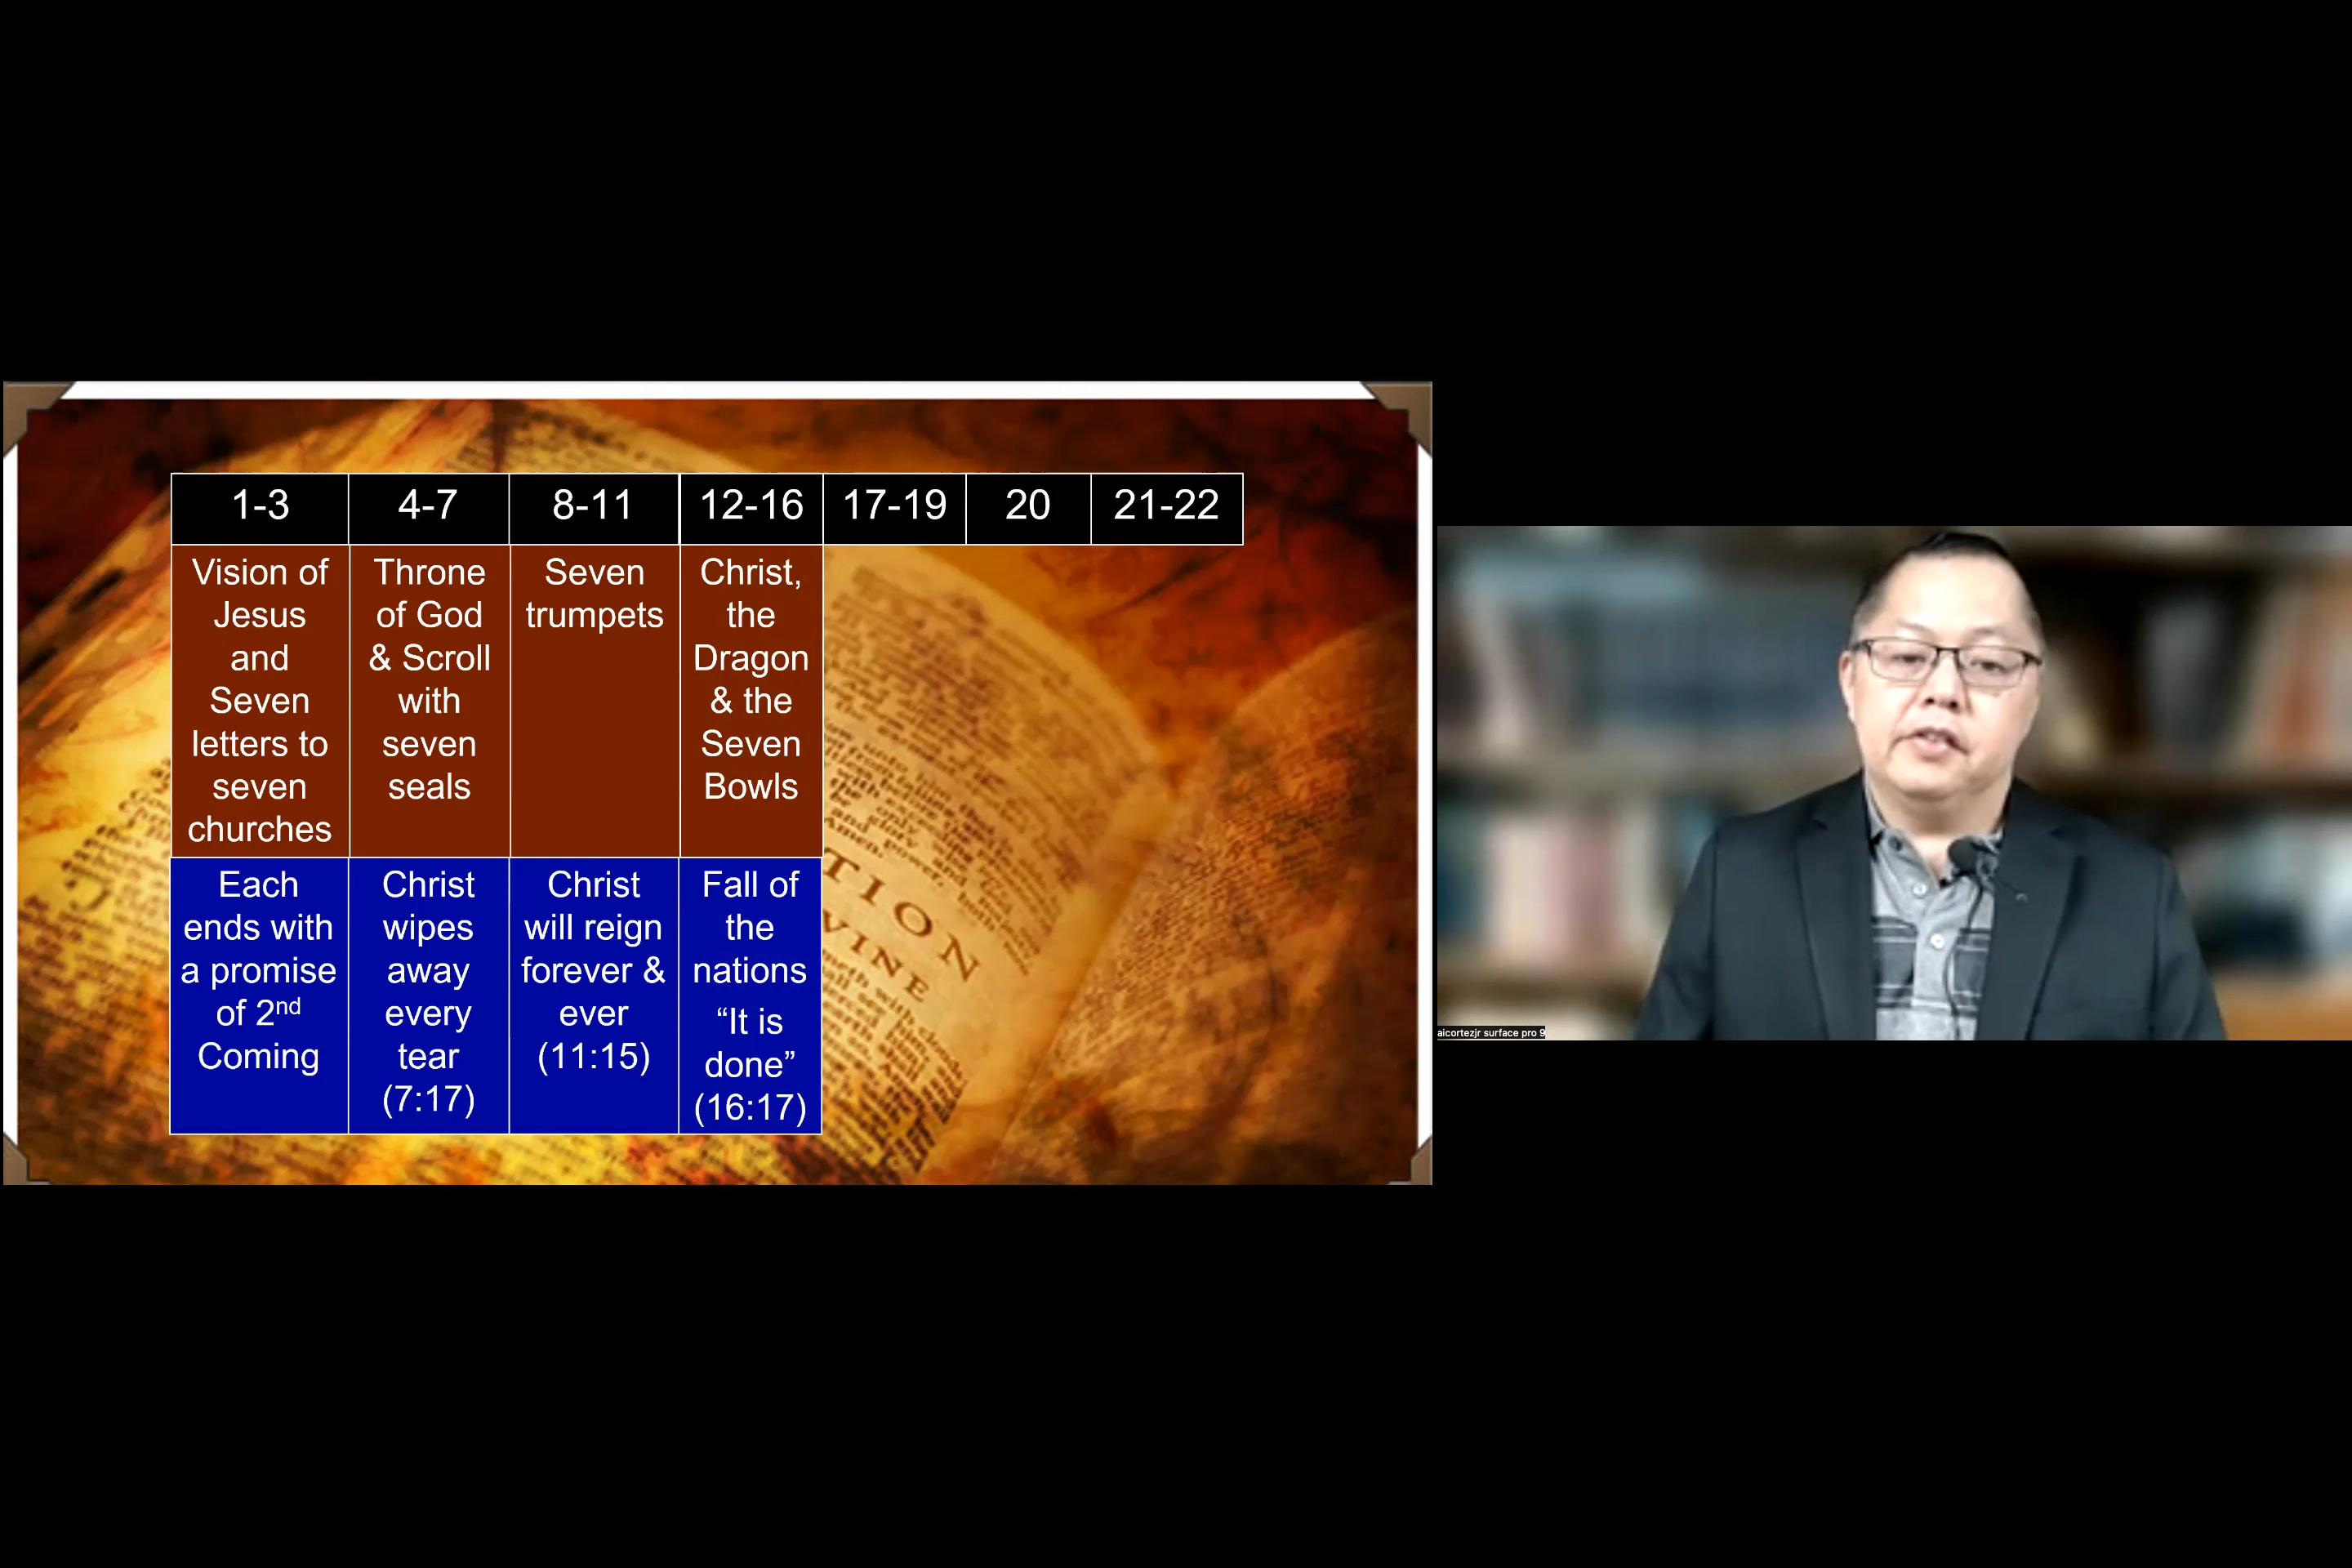 1-3 4-7 8-11 12-16 17-19 20 21-22
Vision of
Jesus
and
Seven
letters to
seven
churches
Throne
of God
& Scroll
with
seven
seals
Seven
trumpets
Christ,
the
Dragon
& the
Seven
Bowls
Each
ends with
a promise
of 2nd
Coming
Christ
wipes
away
every
tear
(7:17)
Christ
will reign
forever &
ever
(11:15)
Fall of
the
nations
“It is
done”
(16:17)
TION
VINE
aicortezjr surface pro 9